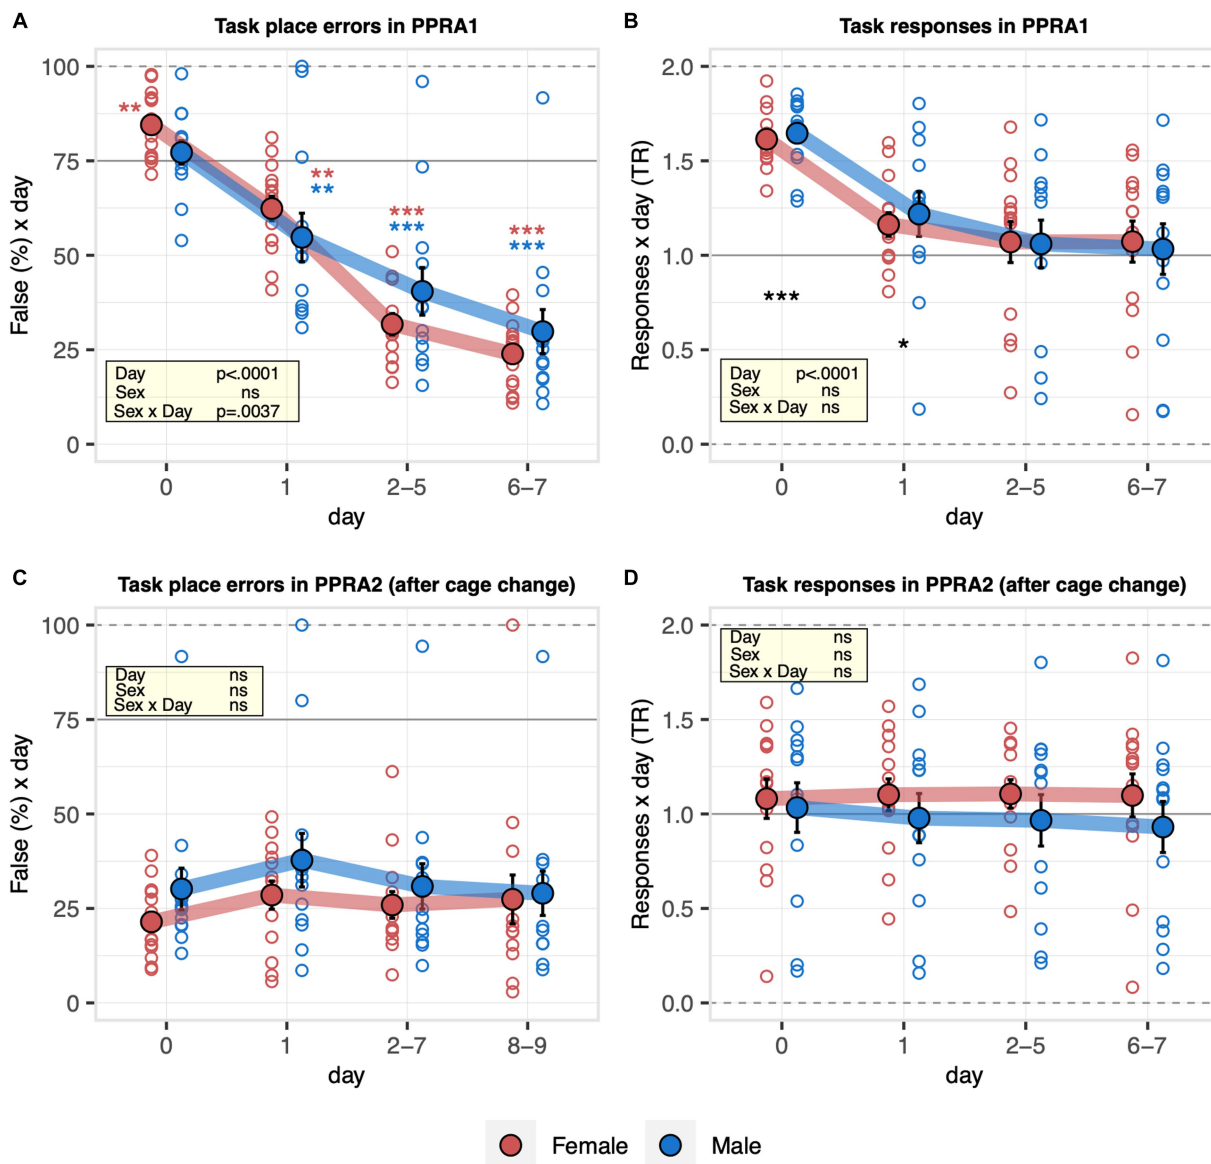 A
Task place errors in PPRA1
False (%) x day
100
75
50
25
0
**
**
**
***
***
***
***
Day p<.0001
Sex ns
Sex x Day p=.0037
0 1 2–5 6–7
day
B
Task responses in PPRA1
Responses x day (TR)
2.0
1.5
1.0
0.5
0.0
***
*
Day p<.0001
Sex ns
Sex x Day ns
0 1 2–5 6–7
day
C
Task place errors in PPRA2 (after cage change)
False (%) x day
100
75
50
25
0
Day ns
Sex ns
Sex x Day ns
0 1 2–7 8–9
day
D
Task responses in PPRA2 (after cage change)
Responses x day (TR)
2.0
1.5
1.0
0.5
0.0
Day ns
Sex ns
Sex x Day ns
0 1 2–5 6–7
day
Female Male